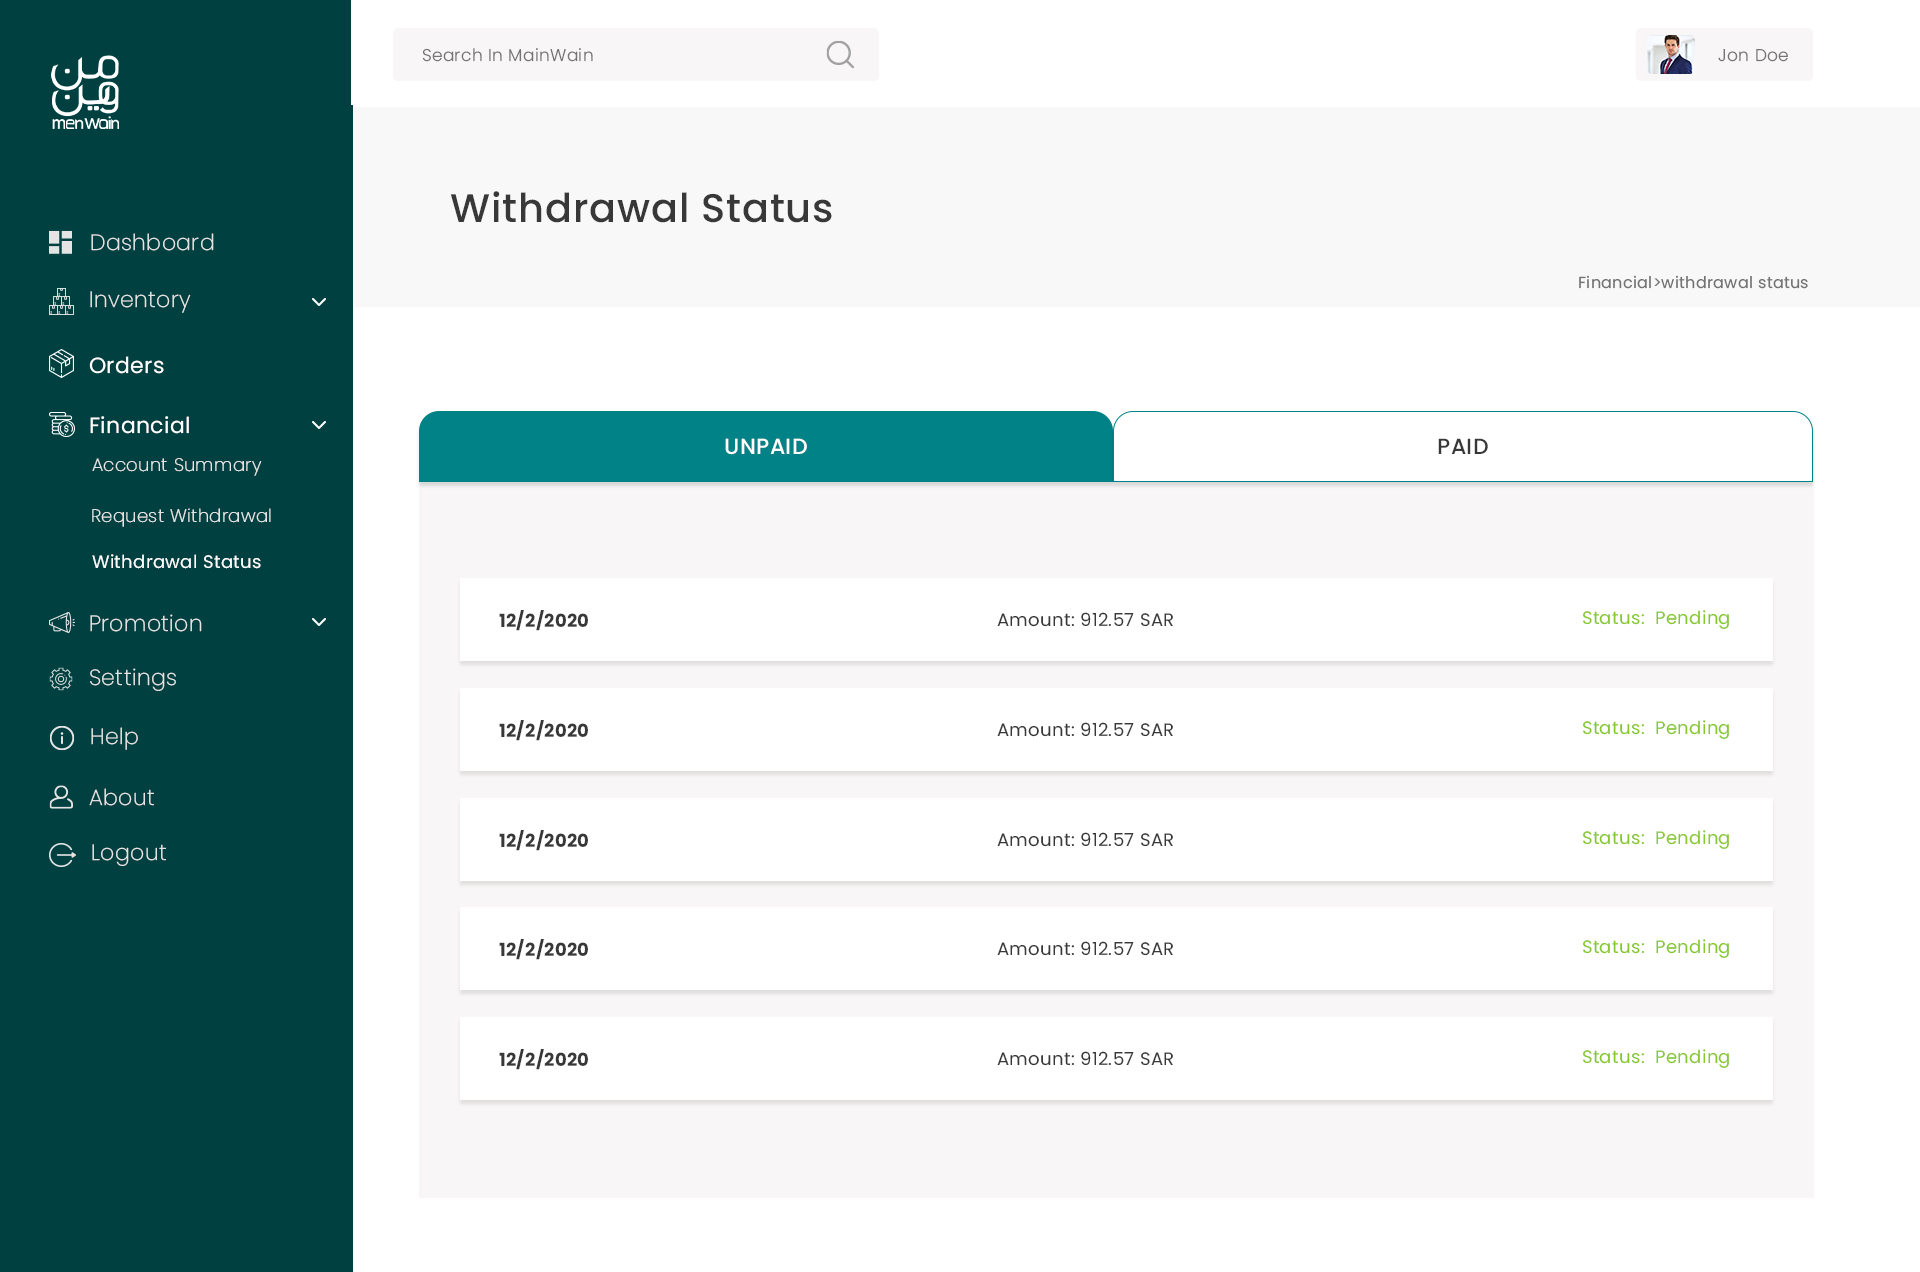 من
وين
menWain
Search In MainWain
Jon Doe
Withdrawal Status
Financial>withdrawal status
Dashboard
Inventory
Orders
Financial
Account Summary
Request Withdrawal
Withdrawal Status
Promotion
Settings
Help
About
Logout
UNPAID
PAID
12/2/2020 Amount: 912.57 SAR Status: Pending
12/2/2020 Amount: 912.57 SAR Status: Pending
12/2/2020 Amount: 912.57 SAR Status: Pending
12/2/2020 Amount: 912.57 SAR Status: Pending
12/2/2020 Amount: 912.57 SAR Status: Pending